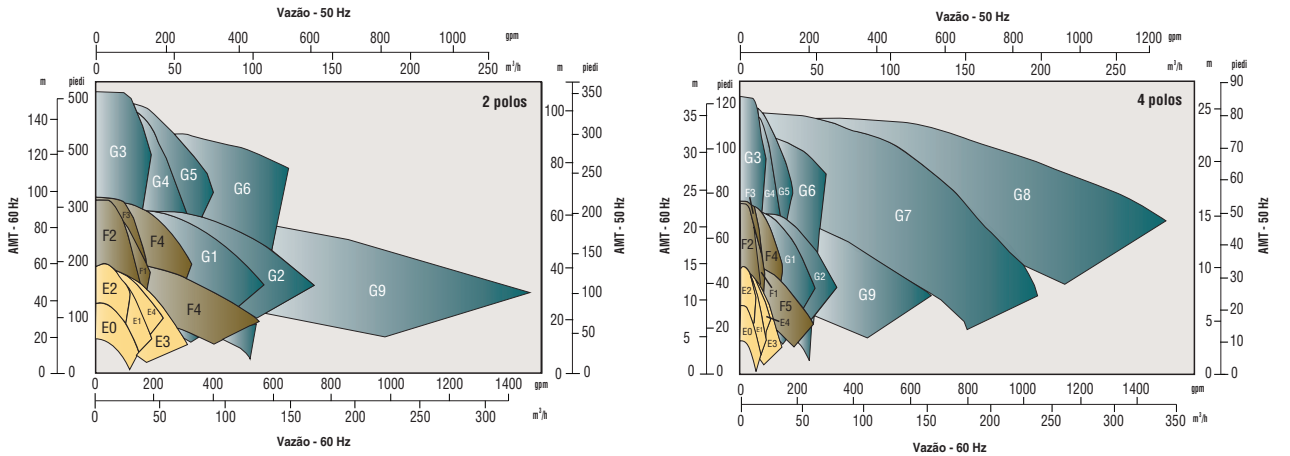 Vazão - 50 Hz
0 200 400 600 800 1000 gpm
0 50 100 150 200 250 m³/h
m piedi m piedi
2 polos
140 120 100 80 60 40 20 0
500 500 300 200 100 0
AMT - 60 Hz
G3 G4 G5 G6
F2 F3 F4 F1 G1 G2 G9
E2 E1 E4 F4
E0 E3
100 80 60 40 20 0
350 300 250 200 150 100 50 0
AMT - 50 Hz
0 200 400 600 800 1000 1200 1400 gpm
0 50 100 150 200 250 300 m³/h
Vazão - 60 Hz
Vazão - 50 Hz
0 200 400 600 800 1000 1200 gpm
0 50 100 150 200 250 m³/h
m piedi m piedi
4 polos
35 30 25 20 15 10 5 0
120 100 80 60 40 20 0
AMT - 60 Hz
G3 F3 G4 G5 G6 G7 G8
F2 F4 G1 G2 G9
E2 F1 F5
E0 E1 E4 E3
25 20 15 10 5 0
90 80 70 60 50 40 30 20 10 0
AMT - 50 Hz
0 200 400 600 800 1000 1200 1400 gpm
0 50 100 150 200 250 300 350 m³/h
Vazão - 60 Hz